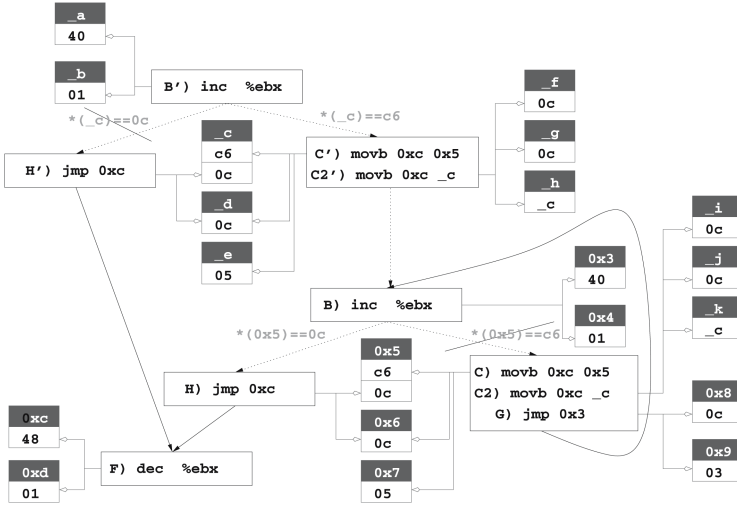 _a
40
_b
01
B') inc %ebx
*(_c)==0c
*(_c)==c6
_f
0c
_g
0c
_h
_c
_c
c6
0c
C') movb 0xc 0x5
C2') movb 0xc _c
H') jmp 0xc
_d
0c
_e
05
_i
0c
_j
0c
_k
_c
0x3
40
0x4
01
B) inc %ebx
*(0x5)==0c
*(0x5)==c6
0x5
c6
0c
C) movb 0xc 0x5
C2) movb 0xc _c
G) jmp 0x3
H) jmp 0xc
0x6
0c
0x7
05
0x8
0c
0x9
03
0xc
48
0xd
01
F) dec %ebx